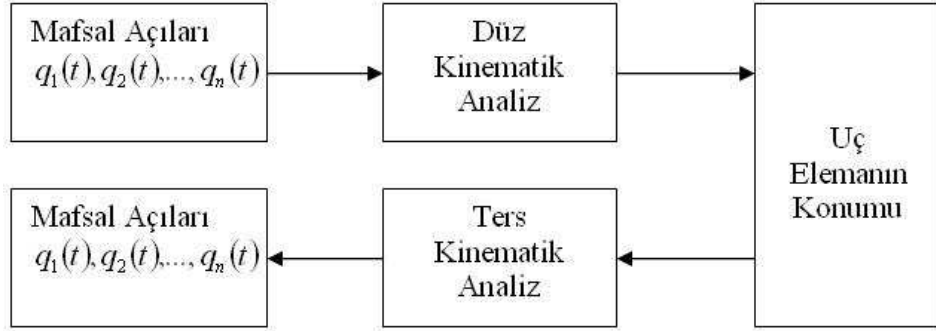 Mafsal Açıları
q₁(t), q₂(t),..., qₙ(t)
Düz
Kinematik
Analiz
Uç
Elemanın
Konumu
Mafsal Açıları
q₁(t), q₂(t),..., qₙ(t)
Ters
Kinematik
Analiz